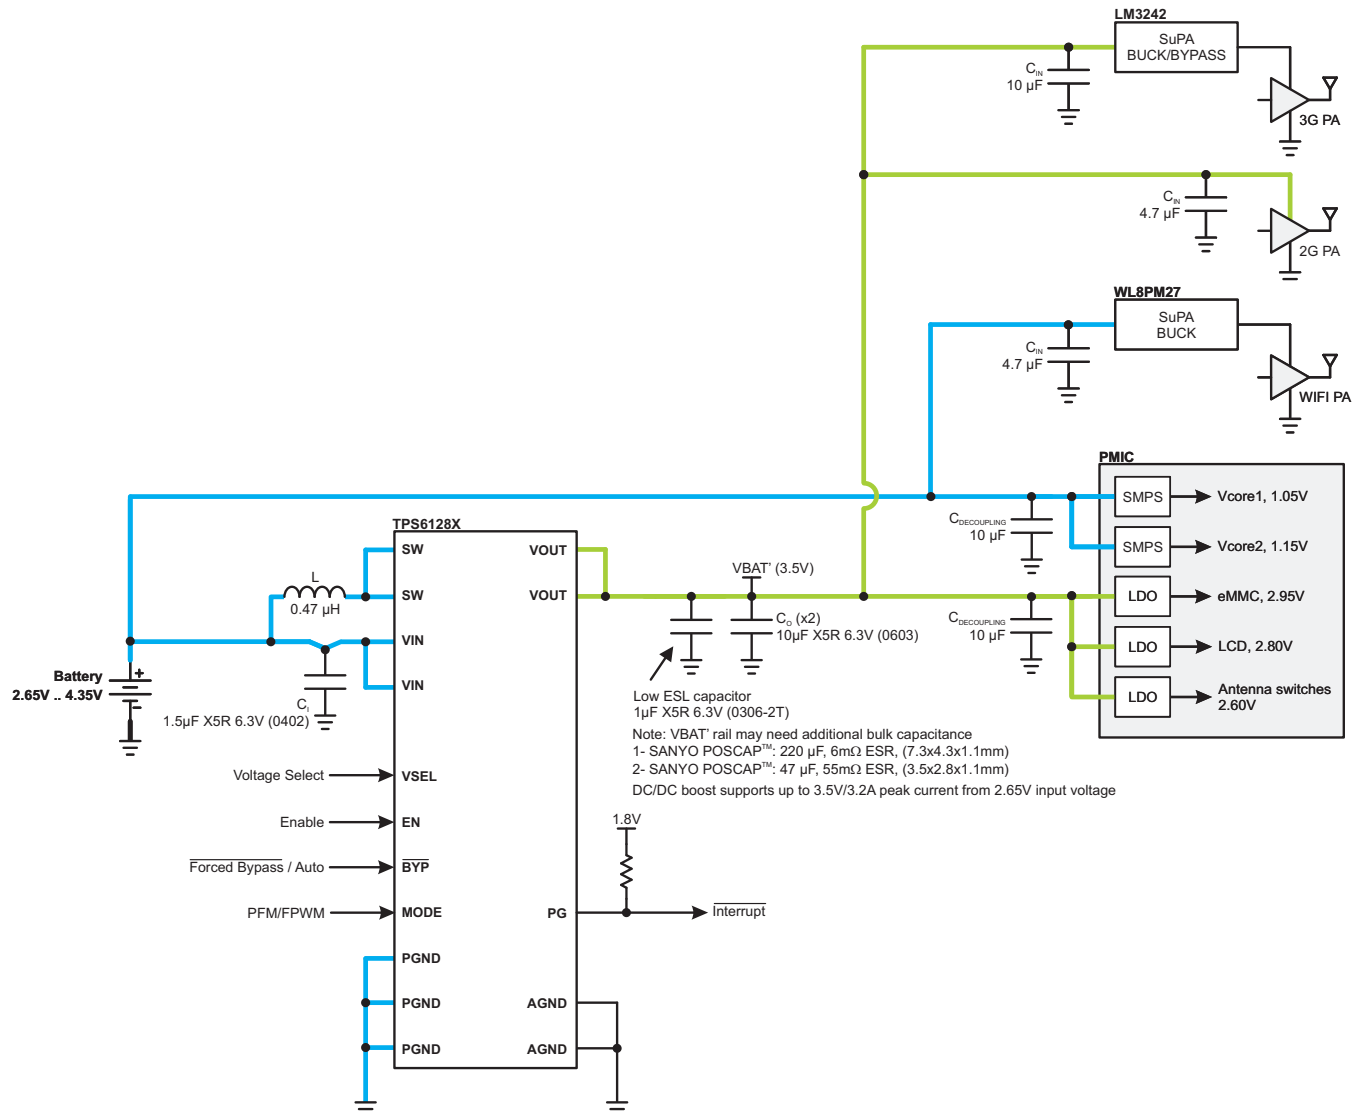 LM3242
SuPA
BUCK/BYPASS
CIN
10 µF
3G PA
CIN
4.7 µF
2G PA
WL8PM27
SuPA
BUCK
CIN
4.7 µF
WIFI PA
PMIC
SMPS
Vcore1, 1.05V
CDECOUPLING
10 µF
SMPS
Vcore2, 1.15V
TPS6128X
SW
VOUT
VBAT' (3.5V)
L
0.47 µH
SW
VOUT
LDO
eMMC, 2.95V
CO (x2)
10µF X5R 6.3V (0603)
CDECOUPLING
10 µF
VIN
LDO
LCD, 2.80V
Battery
2.65V .. 4.35V
VIN
CI
1.5µF X5R 6.3V (0402)
Low ESL capacitor
1µF X5R 6.3V (0306-2T)
LDO
Antenna switches
2.60V
Note: VBAT' rail may need additional bulk capacitance
1- SANYO POSCAP™: 220 µF, 6mΩ ESR, (7.3x4.3x1.1mm)
2- SANYO POSCAP™: 47 µF, 55mΩ ESR, (3.5x2.8x1.1mm)
DC/DC boost supports up to 3.5V/3.2A peak current from 2.65V input voltage
Voltage Select
VSEL
1.8V
Enable
EN
Forced Bypass / Auto
BYP
PFM/FPWM
MODE
PG
Interrupt
PGND
PGND
AGND
PGND
AGND